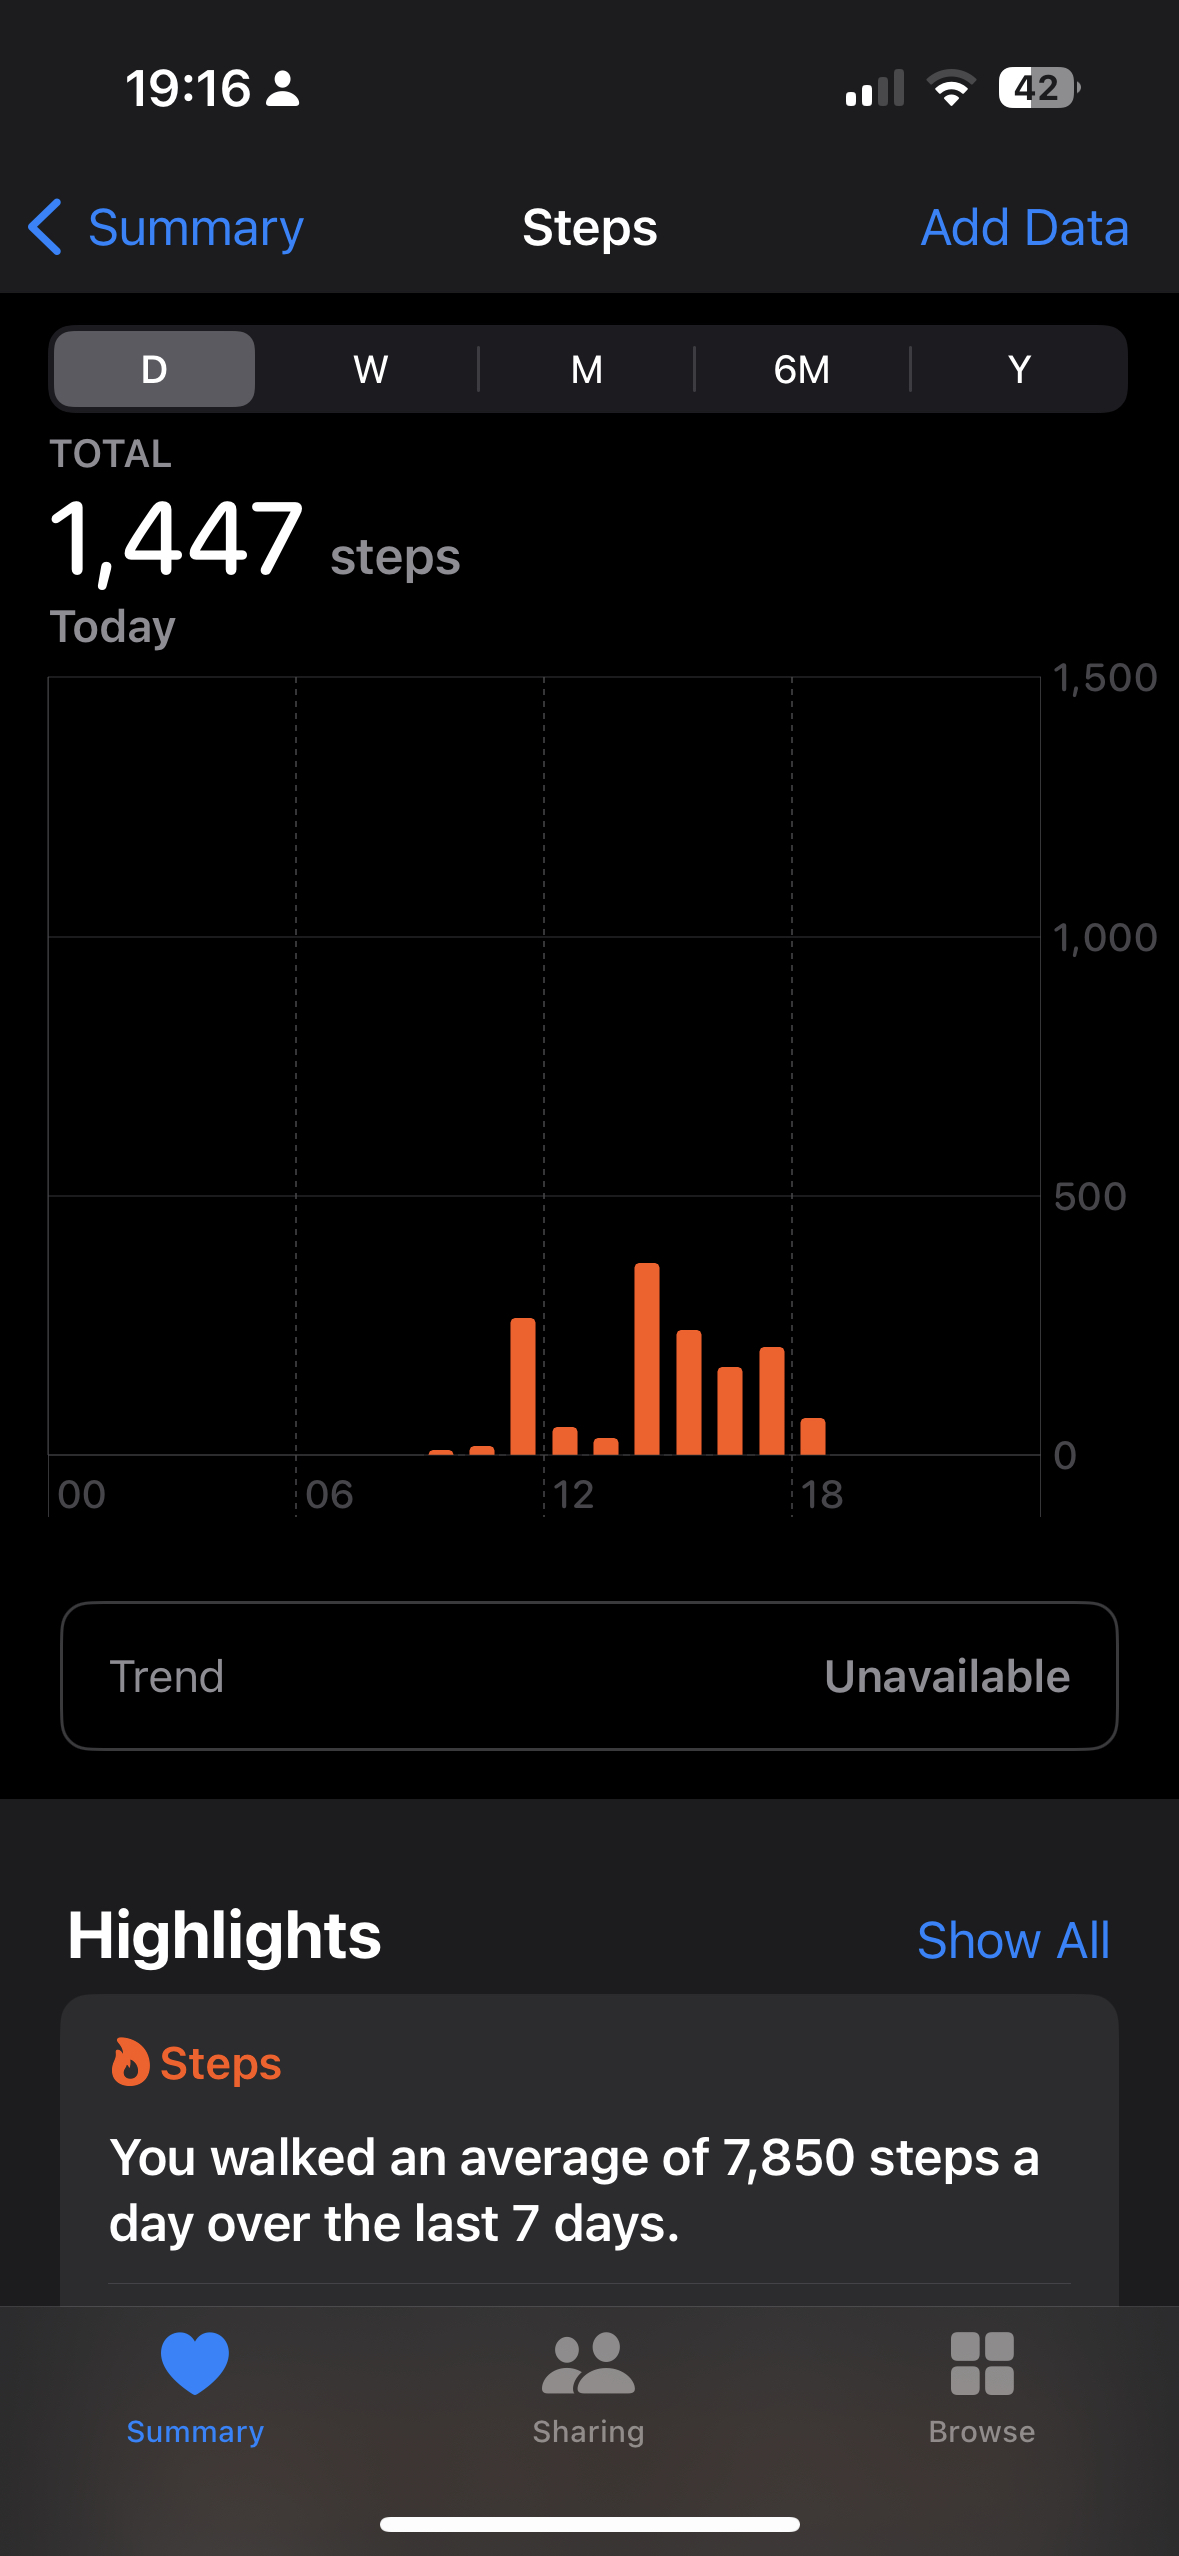 19:16
42
Summary
Steps
Add Data
D W M 6M Y
TOTAL
1,447 steps
Today
1,500
1,000
500
0
00 06 12 18
Trend Unavailable
Highlights Show All
Steps
You walked an average of 7,850 steps a
day over the last 7 days.
Summary Sharing Browse